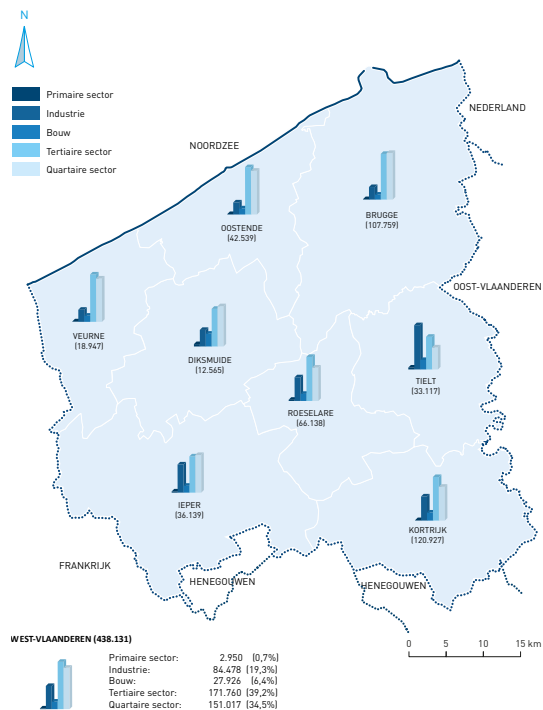 N
Primaire sector
Industrie
Bouw
Tertiaire sector
Quartaire sector
NEDERLAND
NOORDZEE
BRUGGE
(107.759)
OOSTENDE
(42.539)
OOST-VLAANDEREN
VEURNE
(18.947)
DIKSMUIDE
(12.565)
TIELT
(33.117)
ROESELARE
(66.138)
IEPER
(36.139)
KORTRIJK
(120.927)
FRANKRIJK
HENEGOUWEN
HENEGOUWEN
WEST-VLAANDEREN (438.131)
0 5 10 15 km
Primaire sector: 2.950 (0,7%)
Industrie: 84.478 (19,3%)
Bouw: 27.926 (6,4%)
Tertiaire sector: 171.760 (39,2%)
Quartaire sector: 151.017 (34,5%)